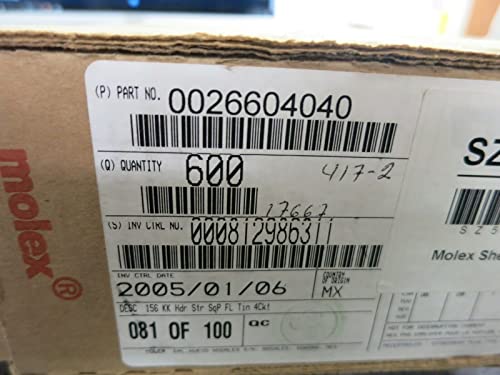 molex®
(P) PART NO. 0026604040
(Q) QUANTITY 600
417-2
17667
(S) INV CTRL NO. 000812986311
INV CTRL DATE
2005/01/06
COUNTRY
OF ORIGIN
MX
DESC 156 KK Hdr Str SqP FL Tin 4Ckt
081 OF 100
QC
SZ
S Z 5
Molex She